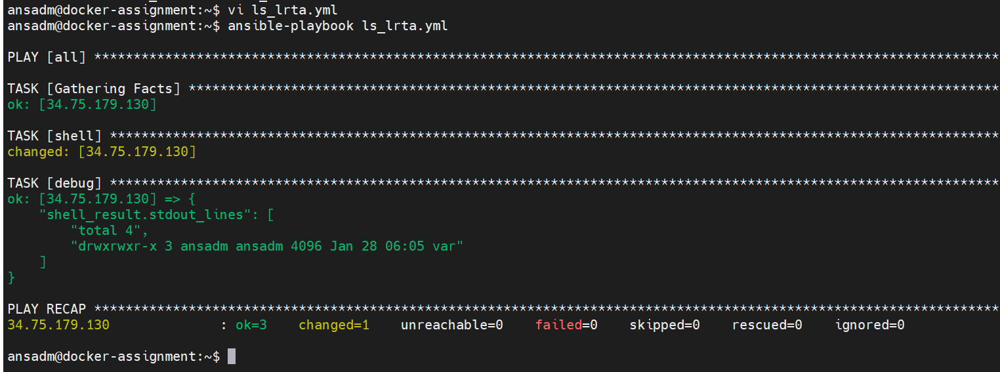 ansadm@docker-assignment:~$ vi ls_lrta.yml
ansadm@docker-assignment:~$ ansible-playbook ls_lrta.yml
PLAY [all] *******************************************************************************************************************
TASK [Gathering Facts] *******************************************************************************************************
ok: [34.75.179.130]
TASK [shell] *****************************************************************************************************************
changed: [34.75.179.130]
TASK [debug] *****************************************************************************************************************
ok: [34.75.179.130] => {
    "shell_result.stdout_lines": [
        "total 4",
        "drwxrwxr-x 3 ansadm ansadm 4096 Jan 28 06:05 var"
    ]
}
PLAY RECAP *******************************************************************************************************************
34.75.179.130              : ok=3    changed=1    unreachable=0    failed=0    skipped=0    rescued=0    ignored=0
ansadm@docker-assignment:~$